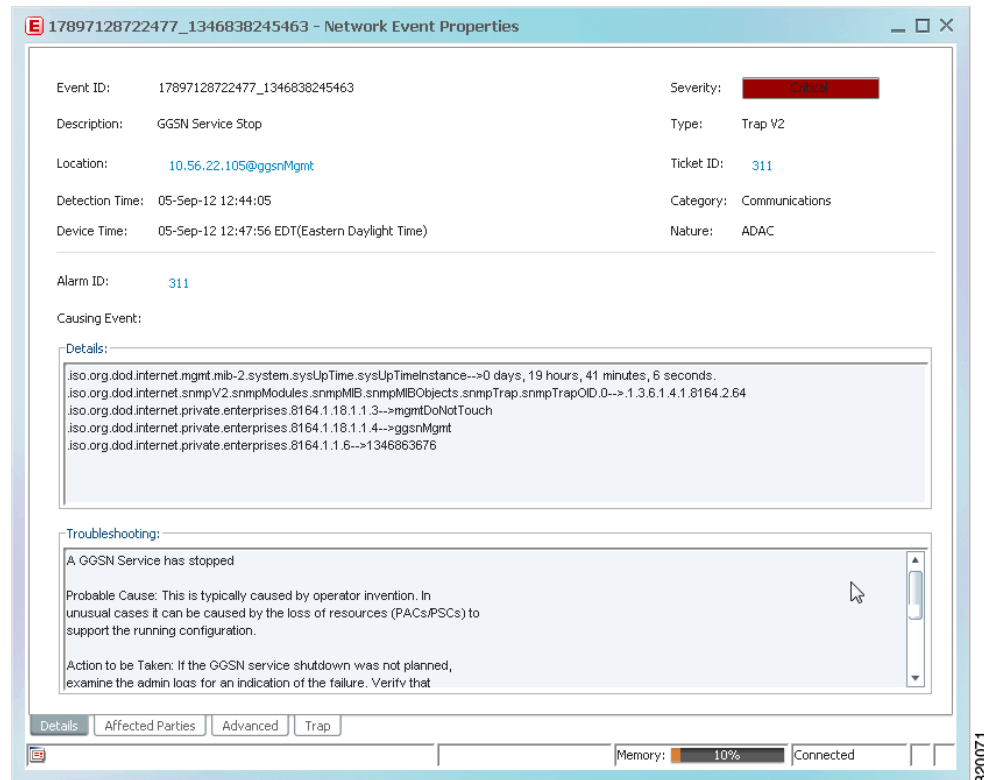 E 17897128722477_1346838245463 - Network Event Properties
Event ID: 17897128722477_1346838245463 Severity: Critical
Description: GGSN Service Stop Type: Trap V2
Location: 10.56.22.105@ggsnMgmt Ticket ID: 311
Detection Time: 05-Sep-12 12:44:05 Category: Communications
Device Time: 05-Sep-12 12:47:56 EDT(Eastern Daylight Time) Nature: ADAC
Alarm ID: 311
Causing Event:
Details:
.iso.org.dod.internet.mgmt.mib-2.system.sysUpTime.sysUpTimeInstance-->0 days, 19 hours, 41 minutes, 6 seconds.
.iso.org.dod.internet.snmpV2.snmpModules.snmpMIB.snmpMIBObjects.snmpTrap.snmpTrapOID.0-->.1.3.6.1.4.1.8164.2.64
.iso.org.dod.internet.private.enterprises.8164.1.18.1.1.3-->mgmtDoNotTouch
.iso.org.dod.internet.private.enterprises.8164.1.18.1.1.4-->ggsnMgmt
.iso.org.dod.internet.private.enterprises.8164.1.1.6-->1346863676
Troubleshooting:
A GGSN Service has stopped
Probable Cause: This is typically caused by operator invention. In
unusual cases it can be caused by the loss of resources (PACs/PSCs) to
support the running configuration.
Action to be Taken: If the GGSN service shutdown was not planned,
examine the admin logs for an indication of the failure. Verify that
Details Affected Parties Advanced Trap
Memory: 10% Connected
320071